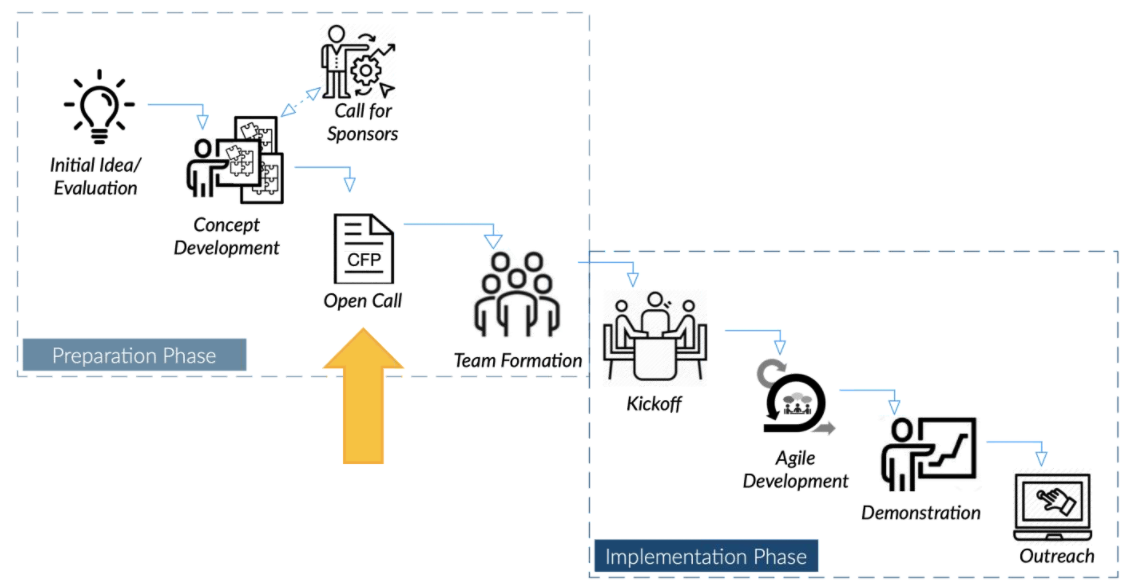 Initial Idea/
Evaluation
Call for
Sponsors
Concept
Development
CFP
Open Call
Team Formation
Preparation Phase
Kickoff
Agile
Development
Demonstration
Outreach
Implementation Phase